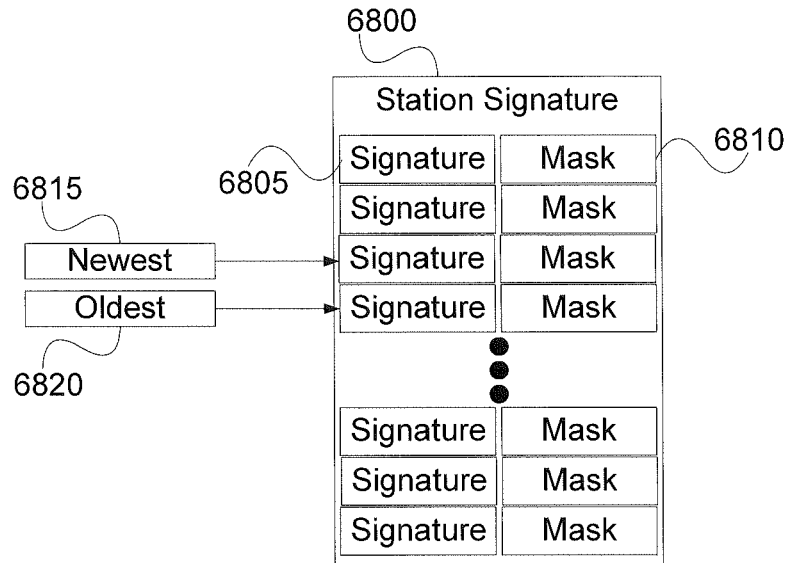 6800
Station Signature
6805
Signature Mask
6810
Signature Mask
6815
Newest
Signature Mask
Oldest
Signature Mask
6820
Signature Mask
Signature Mask
Signature Mask